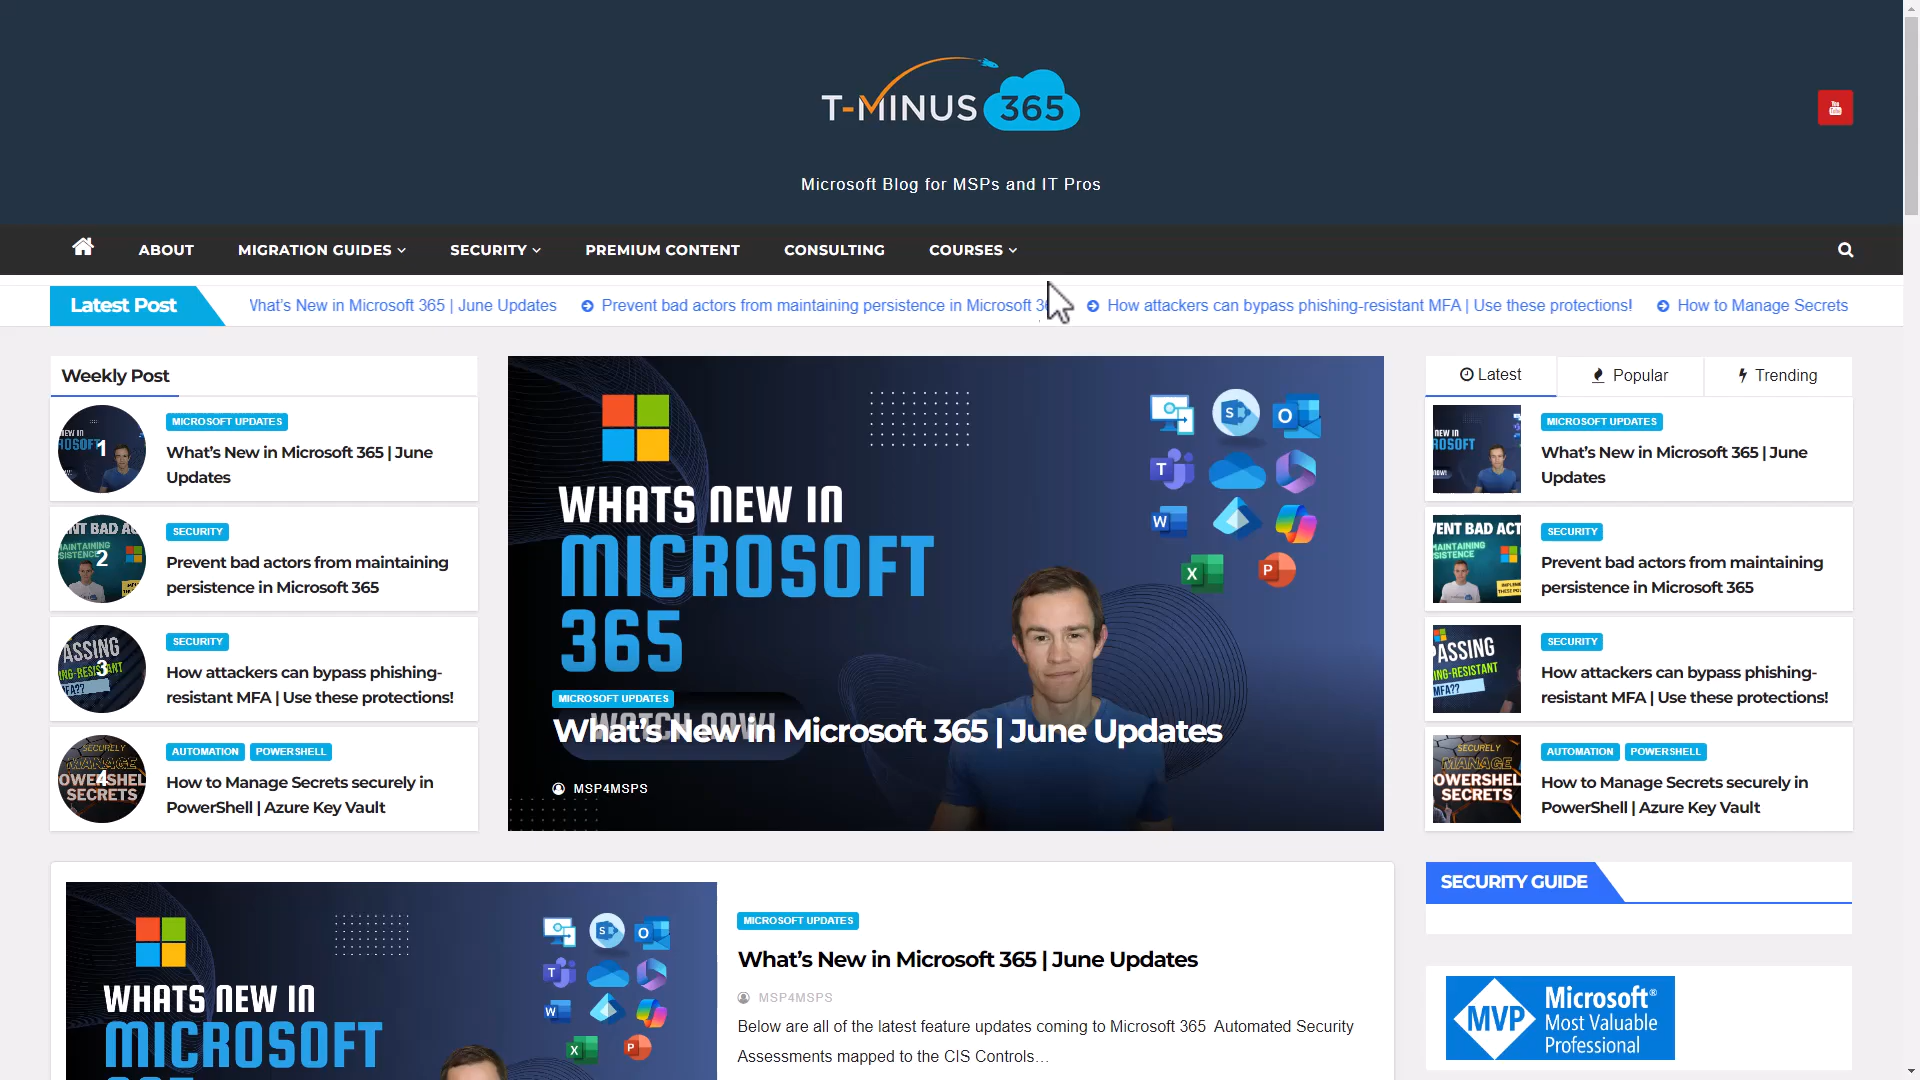 T-MINUS 365
Microsoft Blog for MSPs and IT Pros
ABOUT
MIGRATION GUIDES
SECURITY
PREMIUM CONTENT
CONSULTING
COURSES
Latest Post
What's New in Microsoft 365 | June Updates
Prevent bad actors from maintaining persistence in Microsoft
How attackers can bypass phishing-resistant MFA | Use these protections!
How to Manage Secrets
Weekly Post
1
MICROSOFT UPDATES
What's New in Microsoft 365 | June
Updates
2
SECURITY
Prevent bad actors from maintaining
persistence in Microsoft 365
3
SECURITY
How attackers can bypass phishing-
resistant MFA | Use these protections!
4
AUTOMATION
POWERSHELL
How to Manage Secrets securely in
PowerShell | Azure Key Vault
WHATS NEW IN
MICROSOFT
365
WATCH NOW!
MICROSOFT UPDATES
What's New in Microsoft 365 | June Updates
MSP4MSPS
Latest
Popular
Trending
MICROSOFT UPDATES
What's New in Microsoft 365 | June
Updates
SECURITY
Prevent bad actors from maintaining
persistence in Microsoft 365
SECURITY
How attackers can bypass phishing-
resistant MFA | Use these protections!
SECURELY
MANAGE
POWERSHEL
SECRETS
AUTOMATION
POWERSHELL
How to Manage Secrets securely in
PowerShell | Azure Key Vault
WHATS NEW IN
MICROSOFT
MICROSOFT UPDATES
What's New in Microsoft 365 | June Updates
MSP4MSPS
Below are all of the latest feature updates coming to Microsoft 365 Automated Security
Assessments mapped to the CIS Controls…
SECURITY GUIDE
MVP
Microsoft®
Most Valuable
Professional